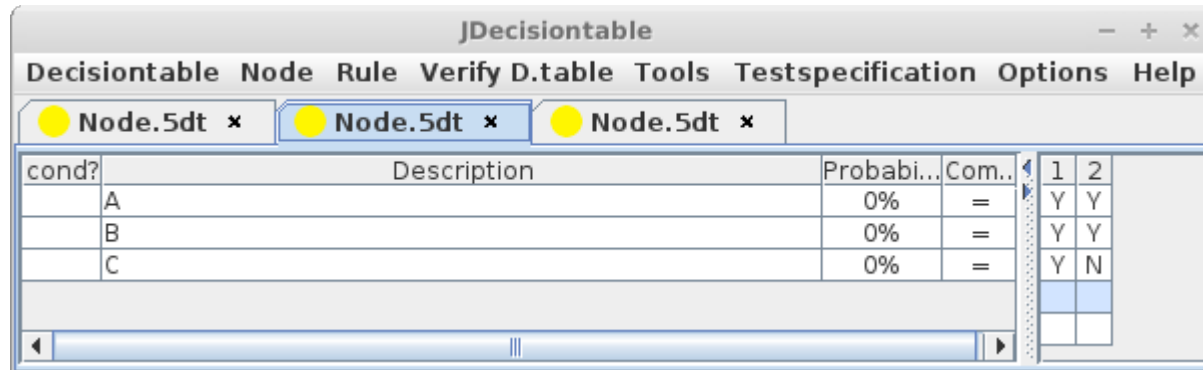 JDecisiontable
Decisiontable Node Rule Verify D.table Tools Testspecification Options Help
Node.5dt Node.5dt Node.5dt
cond? Description Probabi... Com.. 1 2
A 0% = Y Y
B 0% = Y Y
C 0% = Y N